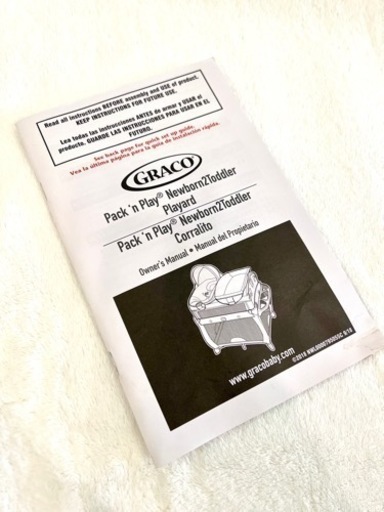 Read all instructions BEFORE assembly and USE of product.
KEEP INSTRUCTIONS FOR FUTURE USE.
Lea todas las instrucciones ANTES de armar y USAR el
producto. GUARDE LAS INSTRUCCIONES PARA USAR EN EL
FUTURO.
See back page for quick set up guide.
Vea la última página para la guía de instalación rápida.
GRACO®
Pack 'n Play® Newborn2Toddler
Playard
Pack 'n Play® Newborn2Toddler
Corralito
Owner's Manual • Manual del Propietario
www.gracobaby.com